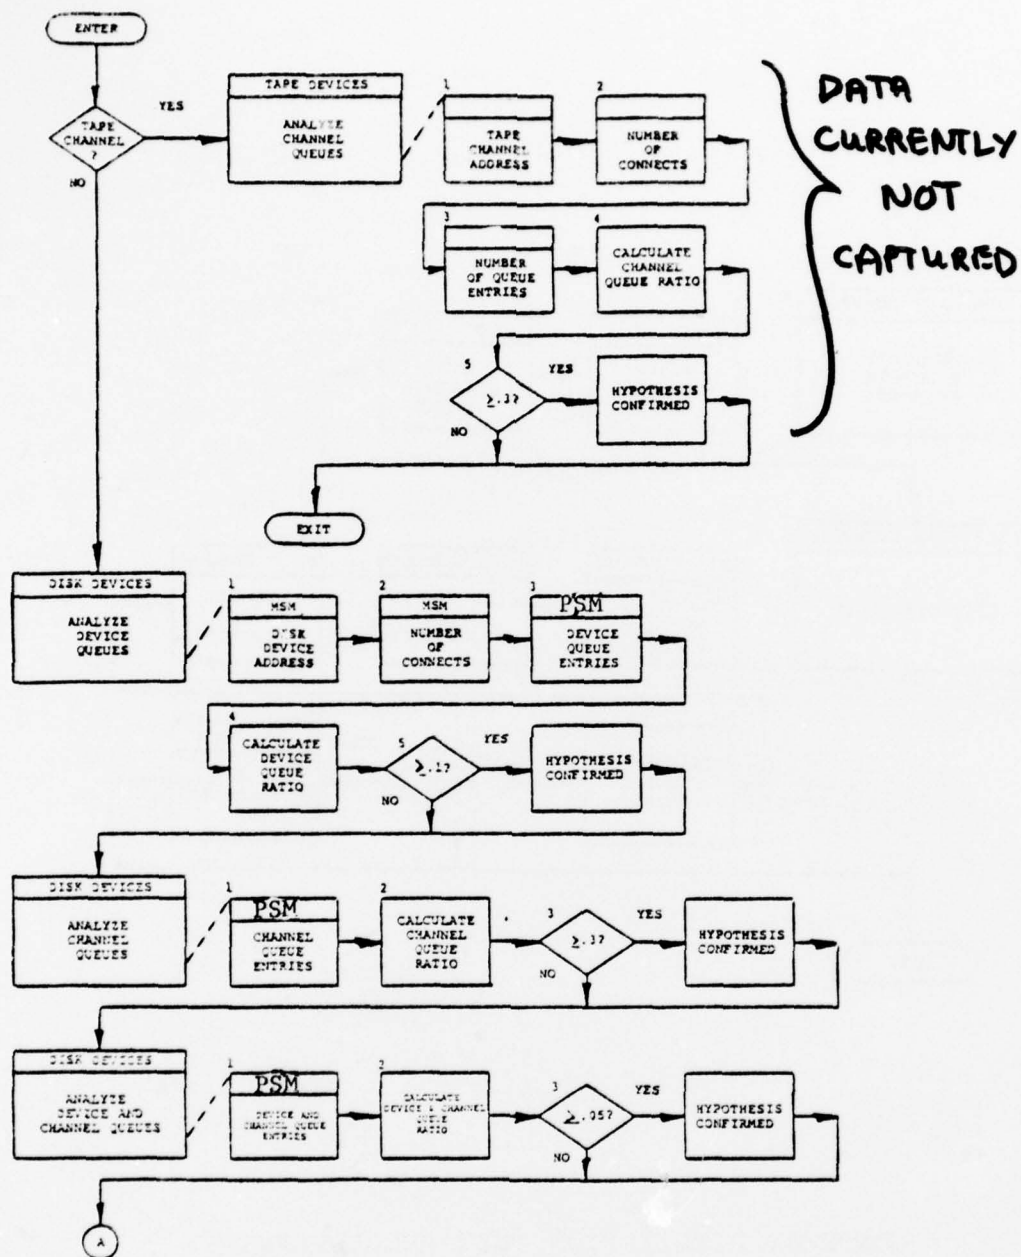 ENTER
TAPE
CHANNEL
?
YES
NO
TAPE DEVICES
ANALYZE
CHANNEL
QUEUES
1
TAPE
CHANNEL
ADDRESS
2
NUMBER
OF
CONNECTS
3
NUMBER
OF QUEUE
ENTRIES
4
CALCULATE
CHANNEL
QUEUE RATIO
5
≥.3?
YES
NO
HYPOTHESIS
CONFIRMED
EXIT
DATA
CURRENTLY
NOT
CAPTURED
DISK DEVICES
ANALYZE
DEVICE
QUEUES
1
MSM
DISK
DEVICE
ADDRESS
2
MSM
NUMBER
OF
CONNECTS
3
PSM
DEVICE
QUEUE
ENTRIES
4
CALCULATE
DEVICE
QUEUE
RATIO
5
≥.1?
YES
NO
HYPOTHESIS
CONFIRMED
DISK DEVICES
ANALYZE
CHANNEL
QUEUES
1
PSM
CHANNEL
QUEUE
ENTRIES
2
CALCULATE
CHANNEL
QUEUE
RATIO
3
≥.3?
YES
NO
HYPOTHESIS
CONFIRMED
DISK DEVICES
ANALYZE
DEVICE AND
CHANNEL QUEUES
1
PSM
DEVICE AND
CHANNEL QUEUE
ENTRIES
2
CALCULATE
DEVICE & CHANNEL
QUEUE
RATIO
3
≥.05?
YES
NO
HYPOTHESIS
CONFIRMED
A